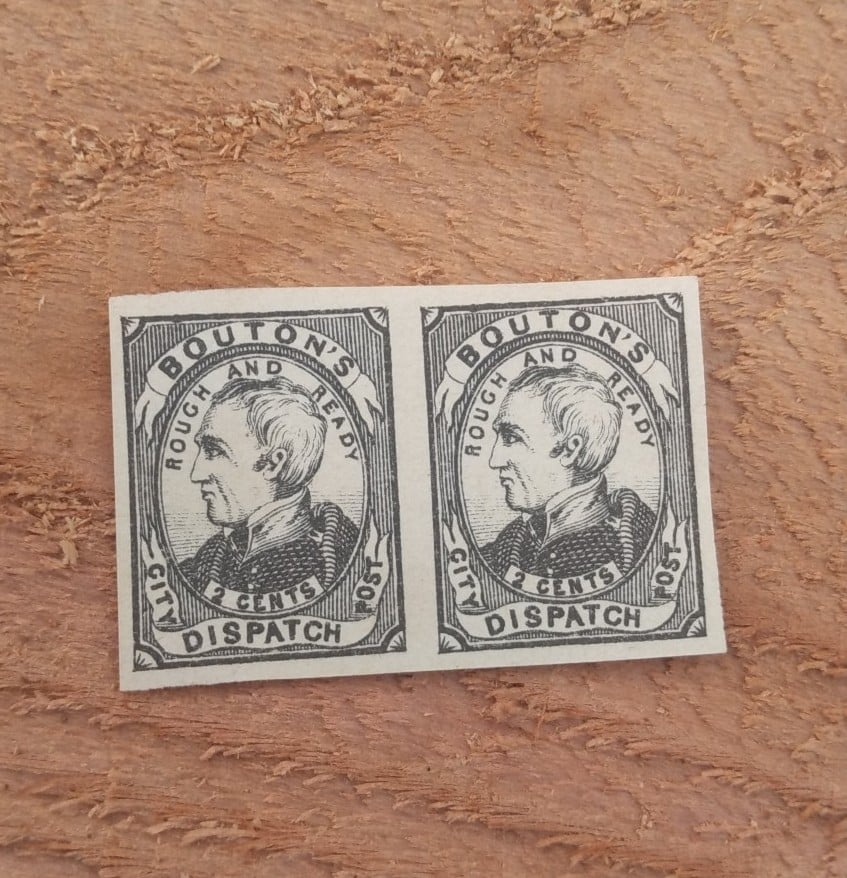 BOUTON'S
ROUGH AND READY
2 CENTS
CITY DISPATCH POST
BOUTON'S
ROUGH AND READY
2 CENTS
CITY DISPATCH POST